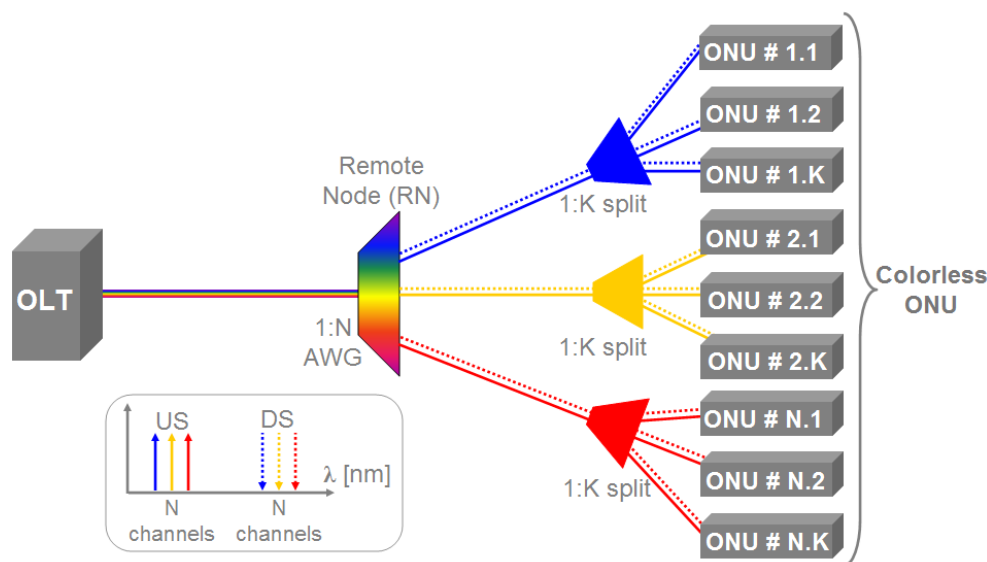 OLT
Remote
Node (RN)
1:N
AWG
1:K split
1:K split
1:K split
ONU # 1.1
ONU # 1.2
ONU # 1.K
ONU # 2.1
ONU # 2.2
ONU # 2.K
ONU # N.1
ONU # N.2
ONU # N.K
Colorless
ONU
US
DS
λ [nm]
N
channels
N
channels